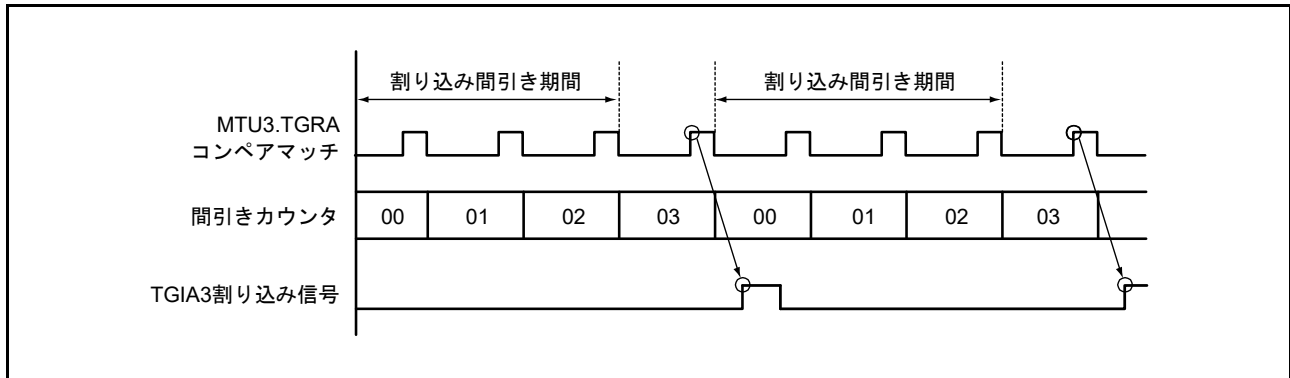 割り込み間引き期間 割り込み間引き期間
MTU3.TGRA
コンペアマッチ
間引きカウンタ 00 01 02 03 00 01 02 03
TGIA3割り込み信号